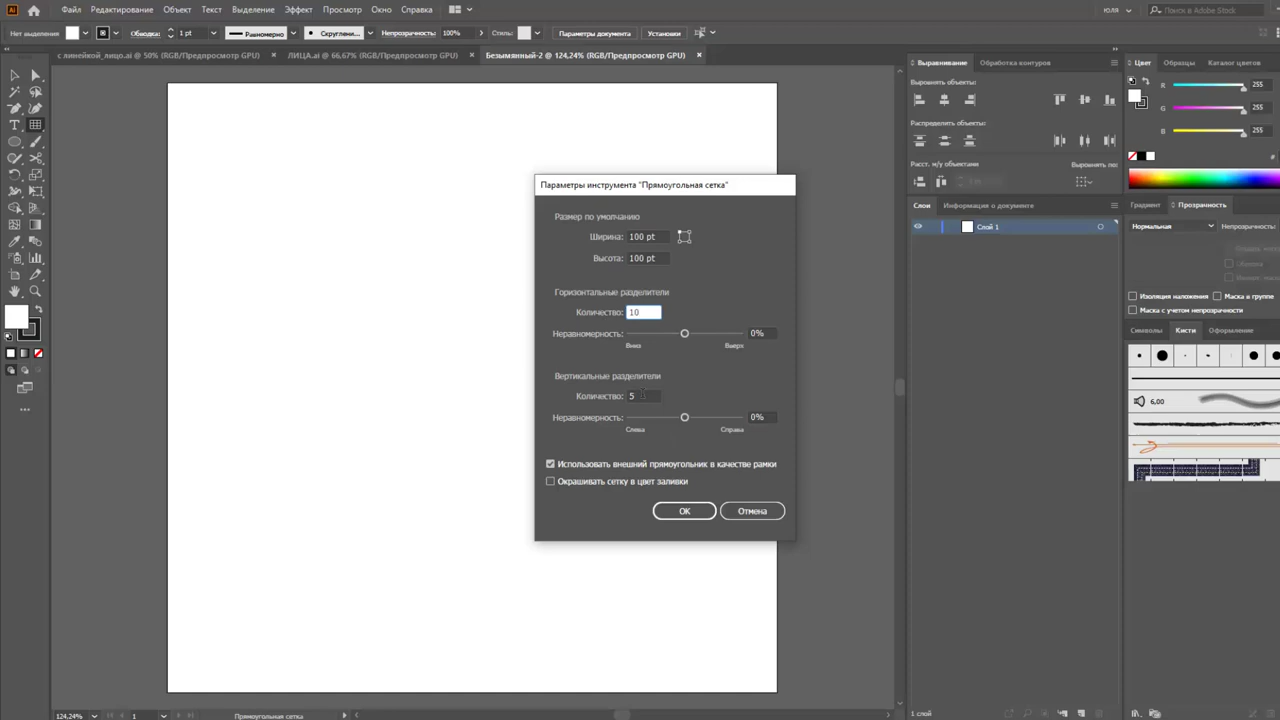 Ai Файл Редактирование Объект Текст Выделение Эффект Просмотр Окно Справка ЮЛЯ Поиск в Adobe Stock
Нет выделения Обводка: 1 pt Равномерно Скруглени... Непрозрачность: 100% Стиль: Параметры документа Установки
с линейкой_лицо.ai @ 50% (RGB/Предпросмотр GPU) × ЛИЦА.ai @ 66,67% (RGB/Предпросмотр GPU) × Безымянный-2 @ 124,24% (RGB/Предпросмотр GPU) ×
Выравнивание Обработка контуров
Цвет Образцы Каталог цветов
Выровнять объекты:
R 255
G 255
B 255
Распределить объекты:
Расст. м/у объектами Выравнять по:
Параметры инструмента "Прямоугольная сетка"
Размер по умолчанию
Ширина: 100 pt
Высота: 100 pt
Горизонтальные разделители
Количество: 10
Неравномерность: 0%
Вниз Вверх
Вертикальные разделители
Количество: 5
Неравномерность: 0%
Слева Справа
Использовать внешний прямоугольник в качестве рамки
Окрашивать сетку в цвет заливки
OK Отмена
Слои Информация о документе
Слой 1
Градиент Прозрачность
Нормальная Непрозрачность:
Изоляция наложения Маска в группе
Маска с учетом непрозрачности
Символы Кисти Оформление
6,00
124,24% 1 Прямоугольная сетка
1 слой